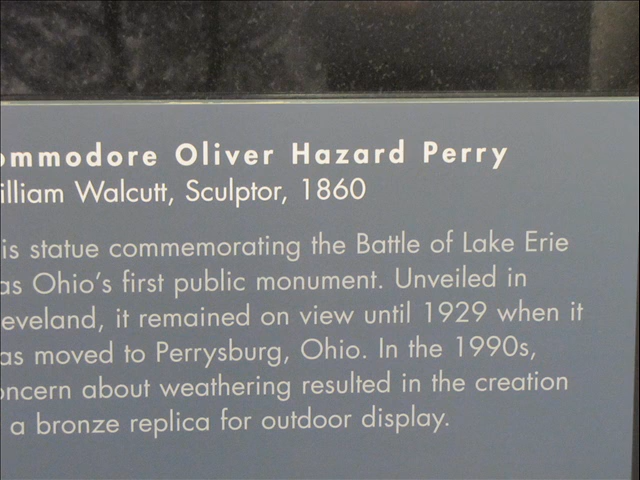 ommodore Oliver Hazard Perry
illiam Walcutt, Sculptor, 1860
is statue commemorating the Battle of Lake Erie
as Ohio's first public monument. Unveiled in
leveland, it remained on view until 1929 when it
as moved to Perrysburg, Ohio. In the 1990s,
oncern about weathering resulted in the creation
a bronze replica for outdoor display.